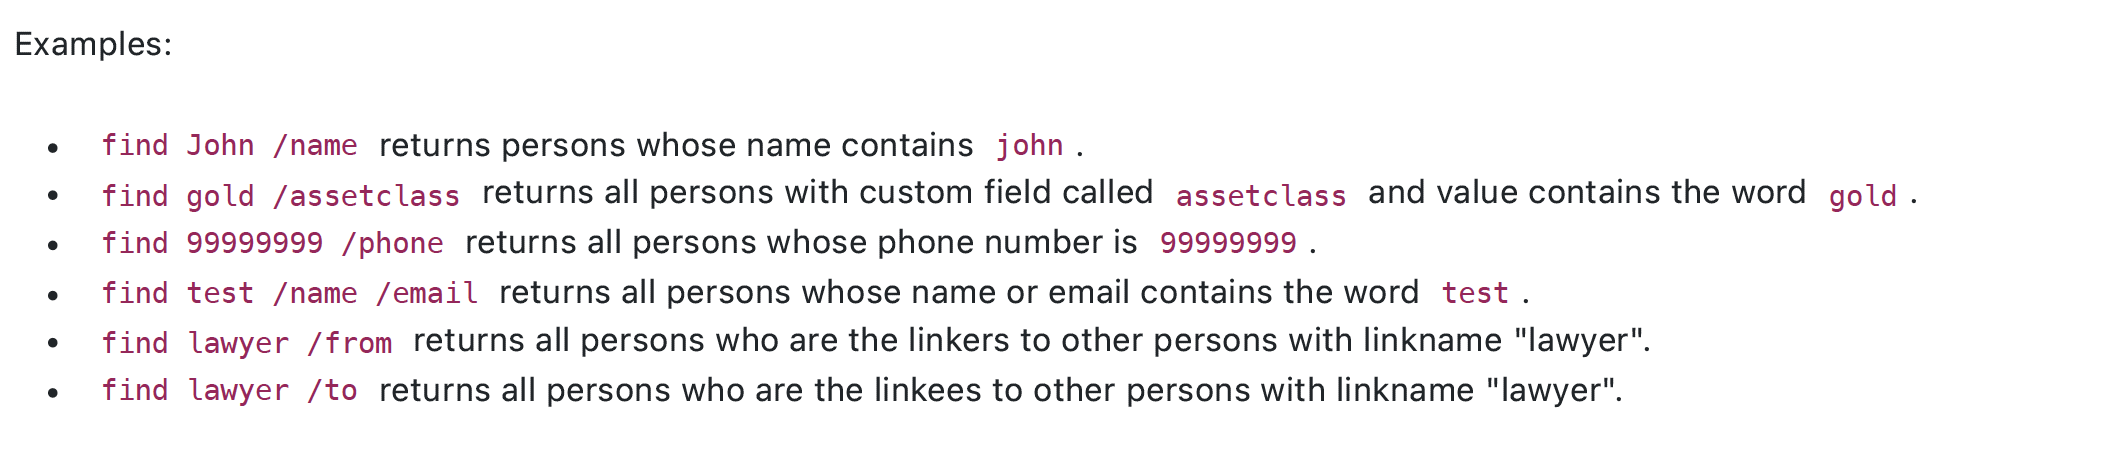 Examples:
• find John /name returns persons whose name contains john .
• find gold /assetclass returns all persons with custom field called assetclass and value contains the word gold .
• find 99999999 /phone returns all persons whose phone number is 99999999 .
• find test /name /email returns all persons whose name or email contains the word test .
• find lawyer /from returns all persons who are the linkers to other persons with linkname "lawyer".
• find lawyer /to returns all persons who are the linkees to other persons with linkname "lawyer".